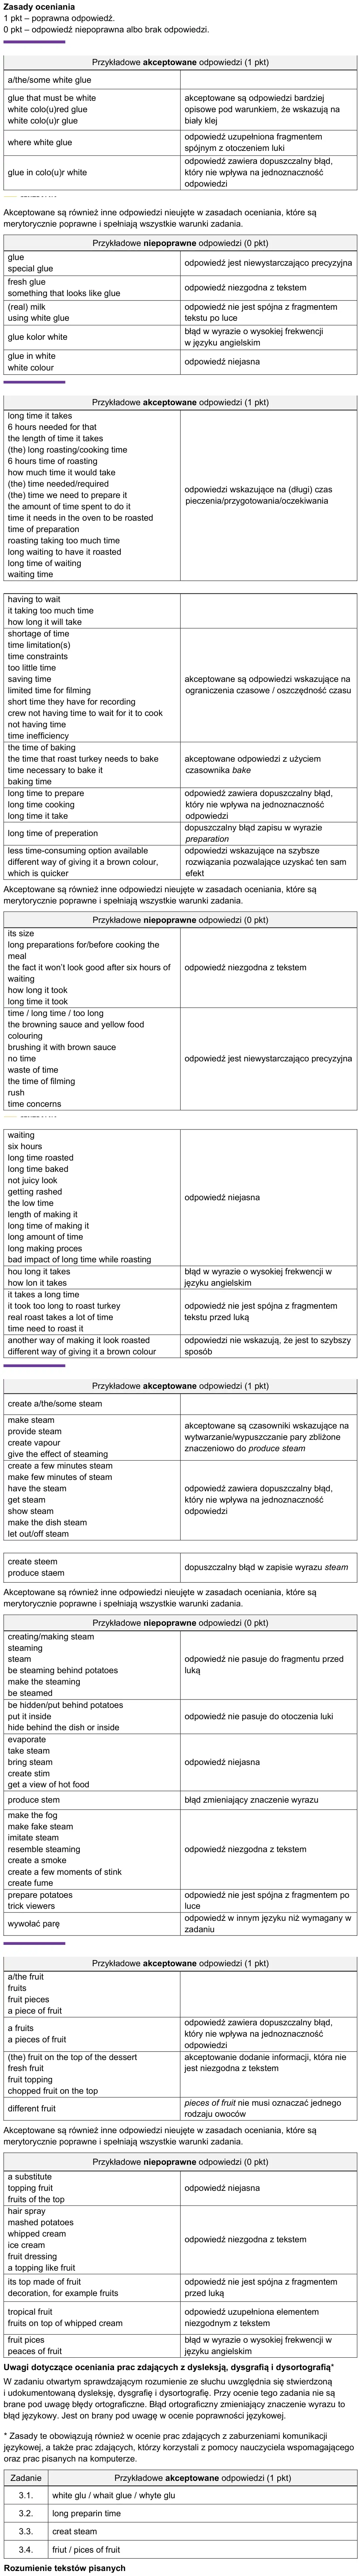 Zasady oceniania
1 pkt – poprawna odpowiedź.
0 pkt – odpowiedź niepoprawna albo brak odpowiedzi.
Przykładowe akceptowane odpowiedzi (1 pkt)
a/the/some white glue
glue that must be white
white colo(u)red glue
white colo(u)r glue
akceptowane są odpowiedzi bardziej
opisowe pod warunkiem, że wskazują na
biały klej
where white glue
odpowiedź uzupełniona fragmentem
spójnym z otoczeniem luki
glue in colo(u)r white
odpowiedź zawiera dopuszczalny błąd,
który nie wpływa na jednoznaczność
odpowiedzi
Akceptowane są również inne odpowiedzi nieujęte w zasadach oceniania, które są
merytorycznie poprawne i spełniają wszystkie warunki zadania.
Przykładowe niepoprawne odpowiedzi (0 pkt)
glue
special glue
odpowiedź jest niewystarczająco precyzyjna
fresh glue
something that looks like glue
odpowiedź niezgodna z tekstem
(real) milk
using white glue
odpowiedź nie jest spójna z fragmentem
tekstu po luce
glue kolor white
błąd w wyrazie o wysokiej frekwencji
w języku angielskim
glue in white
white colour
odpowiedź niejasna
Przykładowe akceptowane odpowiedzi (1 pkt)
long time it takes
6 hours needed for that
the length of time it takes
(the) long roasting/cooking time
6 hours time of roasting
how much time it would take
(the) time needed/required
(the) time we need to prepare it
the amount of time spent to do it
time it needs in the oven to be roasted
time of preparation
roasting taking too much time
long waiting to have it roasted
long time of waiting
waiting time
odpowiedzi wskazujące na (długi) czas
pieczenia/przygotowania/oczekiwania
having to wait
it taking too much time
how long it will take
shortage of time
time limitation(s)
time constraints
too little time
saving time
limited time for filming
short time they have for recording
crew not having time to wait for it to cook
not having time
time inefficiency
akceptowane są odpowiedzi wskazujące na
ograniczenia czasowe / oszczędność czasu
the time of baking
the time that roast turkey needs to bake
time necessary to bake it
baking time
akceptowane odpowiedzi z użyciem
czasownika bake
long time to prepare
long time cooking
long time it take
odpowiedź zawiera dopuszczalny błąd,
który nie wpływa na jednoznaczność
odpowiedzi
long time of preperation
dopuszczalny błąd zapisu w wyrazie
preparation
less time-consuming option available
different way of giving it a brown colour,
which is quicker
odpowiedzi wskazujące na szybsze
rozwiązania pozwalające uzyskać ten sam
efekt
Akceptowane są również inne odpowiedzi nieujęte w zasadach oceniania, które są
merytorycznie poprawne i spełniają wszystkie warunki zadania.
Przykładowe niepoprawne odpowiedzi (0 pkt)
its size
long preparations for/before cooking the
meal
the fact it won't look good after six hours of
waiting
how long it took
long time it took
odpowiedź niezgodna z tekstem
time / long time / too long
the browning sauce and yellow food
colouring
brushing it with brown sauce
no time
waste of time
the time of filming
rush
time concerns
odpowiedź jest niewystarczająco precyzyjna
waiting
six hours
long time roasted
long time baked
not juicy look
getting rashed
the low time
length of making it
long time of making it
long amount of time
long making proces
bad impact of long time while roasting
odpowiedź niejasna
hou long it takes
how lon it takes
błąd w wyrazie o wysokiej frekwencji w
języku angielskim
it takes a long time
it took too long to roast turkey
real roast takes a lot of time
time need to roast it
odpowiedź nie jest spójna z fragmentem
tekstu przed luką
another way of making it look roasted
different way of giving it a brown colour
odpowiedzi nie wskazują, że jest to szybszy
sposób
Przykładowe akceptowane odpowiedzi (1 pkt)
create a/the/some steam
make steam
provide steam
create vapour
give the effect of steaming
akceptowane są czasowniki wskazujące na
wytwarzanie/wypuszczanie pary zbliżone
znaczeniowo do produce steam
create a few minutes steam
make few minutes of steam
have the steam
get steam
show steam
make the dish steam
let out/off steam
odpowiedź zawiera dopuszczalny błąd,
który nie wpływa na jednoznaczność
odpowiedzi
create steem
produce staem
dopuszczalny błąd w zapisie wyrazu steam
Akceptowane są również inne odpowiedzi nieujęte w zasadach oceniania, które są
merytorycznie poprawne i spełniają wszystkie warunki zadania.
Przykładowe niepoprawne odpowiedzi (0 pkt)
creating/making steam
steaming
steam
be steaming behind potatoes
make the steaming
be steamed
odpowiedź nie pasuje do fragmentu przed
luką
be hidden/put behind potatoes
put it inside
hide behind the dish or inside
odpowiedź nie pasuje do otoczenia luki
evaporate
take steam
bring steam
create stim
get a view of hot food
odpowiedź niejasna
produce stem
błąd zmieniający znaczenie wyrazu
make the fog
make fake steam
imitate steam
resemble steaming
create a smoke
create a few moments of stink
create fume
odpowiedź niezgodna z tekstem
prepare potatoes
trick viewers
odpowiedź nie jest spójna z fragmentem po
luce
wywołać parę
odpowiedź w innym języku niż wymagany w
zadaniu
Przykładowe akceptowane odpowiedzi (1 pkt)
a/the fruit
fruits
fruit pieces
a piece of fruit
a fruits
a pieces of fruit
odpowiedź zawiera dopuszczalny błąd,
który nie wpływa na jednoznaczność
odpowiedzi
(the) fruit on the top of the dessert
fresh fruit
fruit topping
chopped fruit on the top
akceptowanie dodanie informacji, która nie
jest niezgodna z tekstem
different fruit
pieces of fruit nie musi oznaczać jednego
rodzaju owoców
Akceptowane są również inne odpowiedzi nieujęte w zasadach oceniania, które są
merytorycznie poprawne i spełniają wszystkie warunki zadania.
Przykładowe niepoprawne odpowiedzi (0 pkt)
a substitute
topping fruit
fruits of the top
odpowiedź niejasna
hair spray
mashed potatoes
whipped cream
ice cream
fruit dressing
a topping like fruit
odpowiedź niezgodna z tekstem
its top made of fruit
decoration, for example fruits
odpowiedź nie jest spójna z fragmentem
przed luką
tropical fruit
fruits on top of whipped cream
odpowiedź uzupełniona elementem
niezgodnym z tekstem
fruit pices
peaces of fruit
błąd w wyrazie o wysokiej frekwencji w
języku angielskim
Uwagi dotyczące oceniania prac zdających z dysleksją, dysgrafią i dysortografią*
W zadaniu otwartym sprawdzającym rozumienie ze słuchu uwzględnia się stwierdzoną
i udokumentowaną dysleksję, dysgrafię i dysortografię. Przy ocenie tego zadania nie są
brane pod uwagę błędy ortograficzne. Błąd ortograficzny zmieniający znaczenie wyrazu to
błąd językowy. Jest on brany pod uwagę w ocenie poprawności językowej.
* Zasady te obowiązują również w ocenie prac zdających z zaburzeniami komunikacji
językowej, a także prac zdających, którzy korzystali z pomocy nauczyciela wspomagającego
oraz prac pisanych na komputerze.
Zadanie
Przykładowe akceptowane odpowiedzi (1 pkt)
3.1.
white glu / whait glue / whyte glu
3.2.
long preparin time
3.3.
creat steam
3.4.
friut / pices of fruit
Rozumienie tekstów pisanych